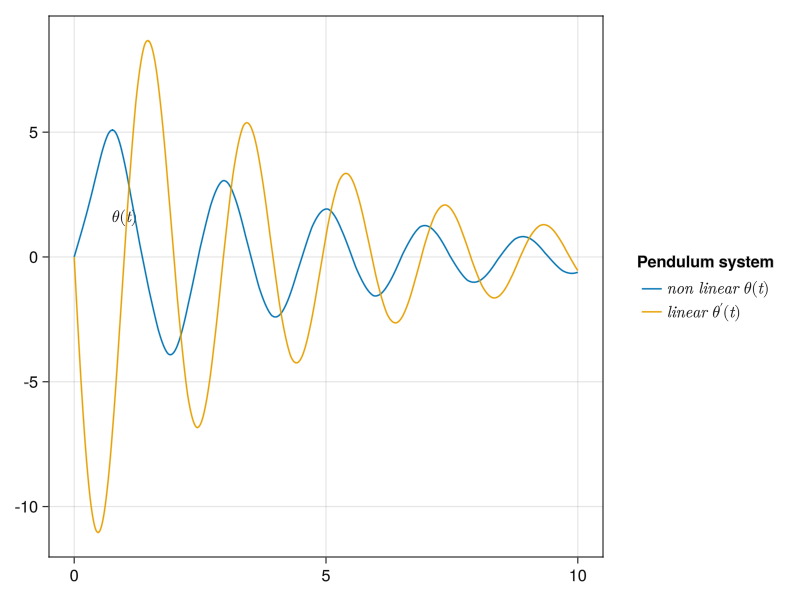 5
θ(t)
0
-5
-10
0
5
10
Pendulum system
non linear θ(t)
linear θ′(t)